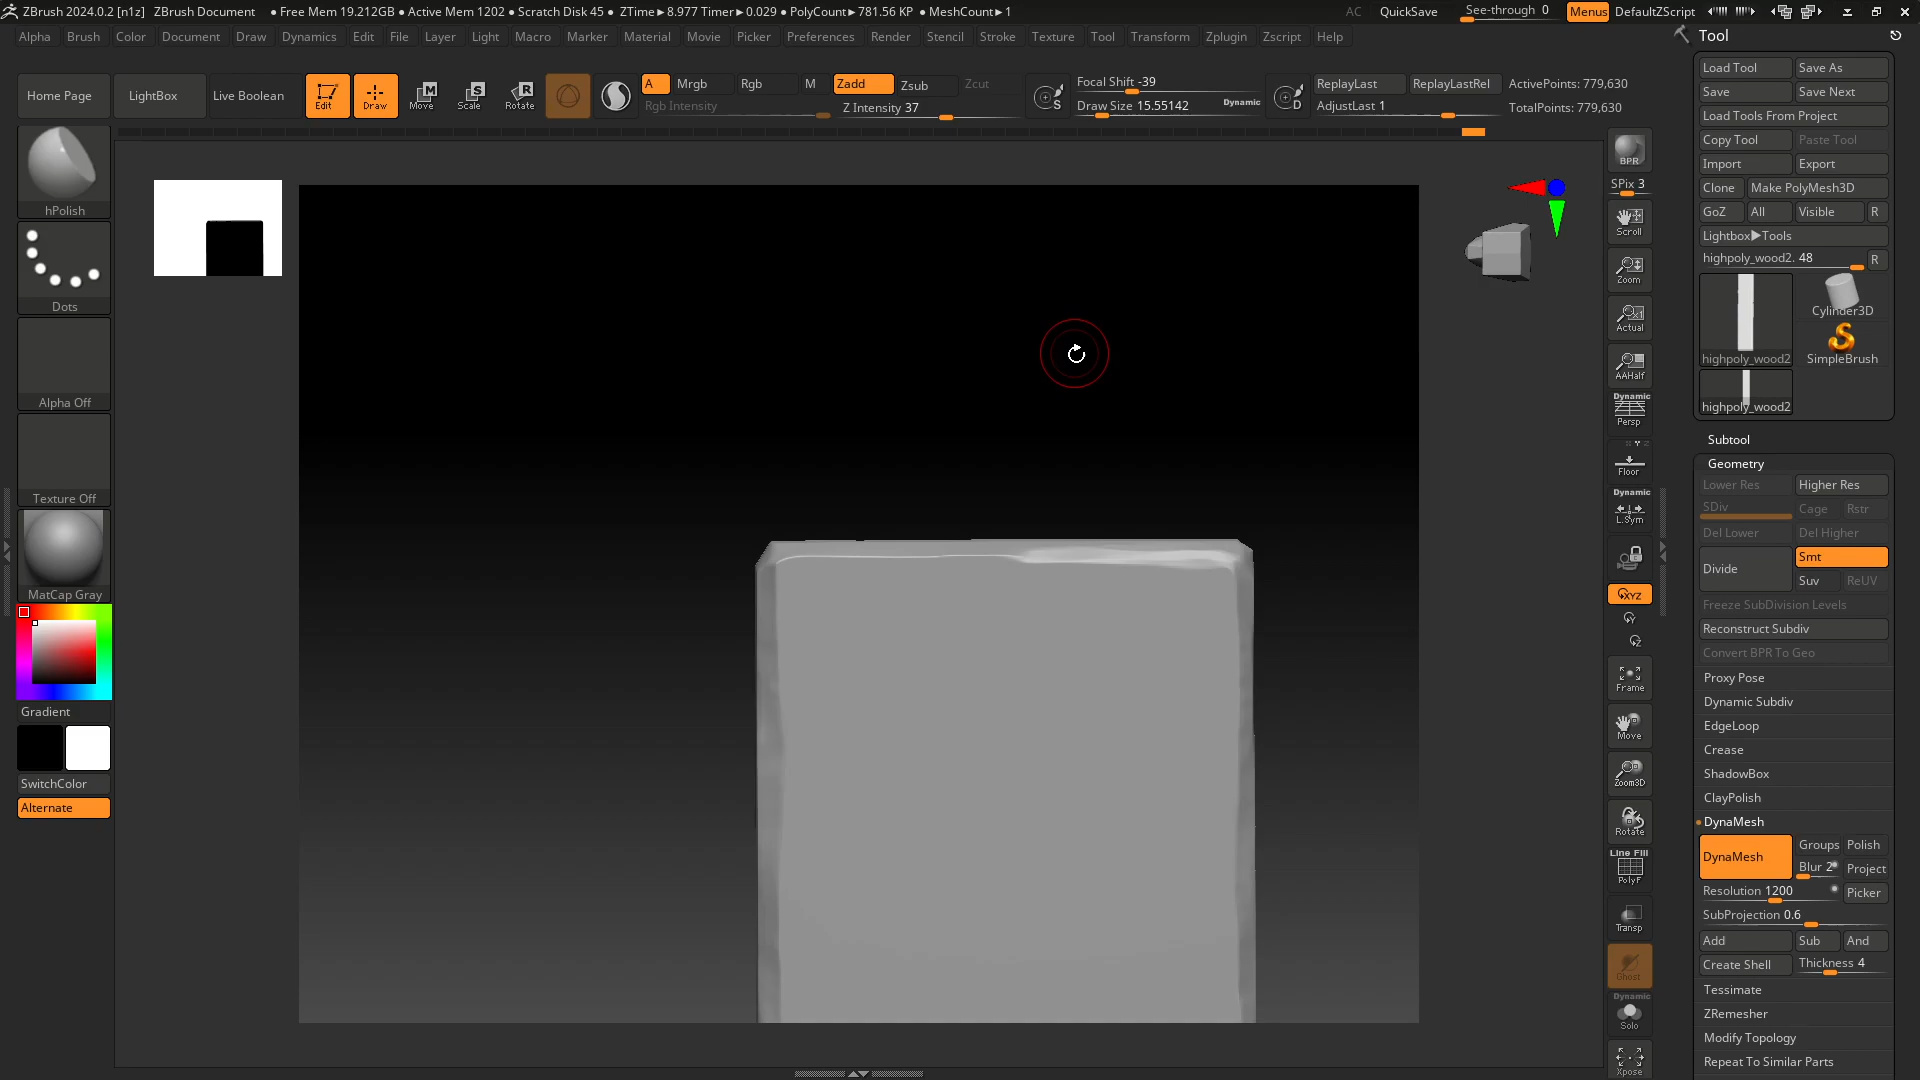 ZBrush 2024.0.2 [n1z] ZBrush Document ● Free Mem 19.212GB ● Active Mem 1202 ● Scratch Disk 45 ● ZTime►8.977 Timer►0.029 ● PolyCount►781.56 KP ● MeshCount►1 AC QuickSave See-through 0 Menus DefaultZScript
Alpha Brush Color Document Draw Dynamics Edit File Layer Light Macro Marker Material Movie Picker Preferences Render Stencil Stroke Texture Tool Transform Zplugin Zscript Help
Home Page LightBox Live Boolean Edit Draw Move Scale Rotate
A Mrgb Rgb M Zadd Zsub Zcut
Rgb Intensity Z Intensity 37
Focal Shift -39
Draw Size 15.55142 Dynamic
ReplayLast ReplayLastRel ActivePoints: 779,630
AdjustLast 1 TotalPoints: 779,630
hPolish
Dots
Alpha Off
Texture Off
MatCap Gray
Gradient
SwitchColor
Alternate
BPR
SPix 3
Scroll
Zoom
Actual
AAHalf
Dynamic
Persp
Floor
Dynamic
L.Sym
XYZ
Y
Z
Frame
Move
Zoom3D
Rotate
Line Fill
PolyF
Transp
Ghost
Dynamic
Solo
Xpose
Tool
Load Tool Save As
Save Save Next
Load Tools From Project
Copy Tool Paste Tool
Import Export
Clone Make PolyMesh3D
GoZ All Visible R
Lightbox►Tools
highpoly_wood2. 48 R
Cylinder3D
highpoly_wood2 SimpleBrush
highpoly_wood2
Subtool
Geometry
Lower Res Higher Res
SDiv Cage Rstr
Del Lower Del Higher
Divide Smt
Suv ReUV
Freeze SubDivision Levels
Reconstruct Subdiv
Convert BPR To Geo
Proxy Pose
Dynamic Subdiv
EdgeLoop
Crease
ShadowBox
ClayPolish
DynaMesh
DynaMesh Groups Polish
Blur 2 Project
Resolution 1200 Picker
SubProjection 0.6
Add Sub And
Create Shell Thickness 4
Tessimate
ZRemesher
Modify Topology
Repeat To Similar Parts